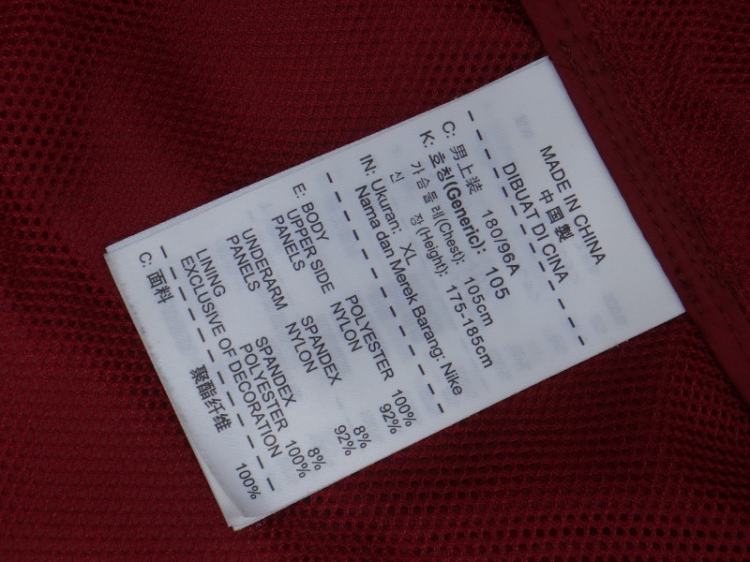 MADE IN CHINA
中国製
DIBUAT DI CINA
C: 男上装 180/96A
K: 호칭(Generic): 105
가슴둘레(Chest): 105cm
신 장(Height): 175-185cm
IN: Ukuran: XL
Nama dan Merek Barang: Nike
E: BODY POLYESTER 100%
UPPER SIDE NYLON 92%
PANELS SPANDEX 8%
UNDERARM NYLON 92%
PANELS SPANDEX 8%
LINING POLYESTER 100%
EXCLUSIVE OF DECORATION
C: 面料 聚酯纤维 100%